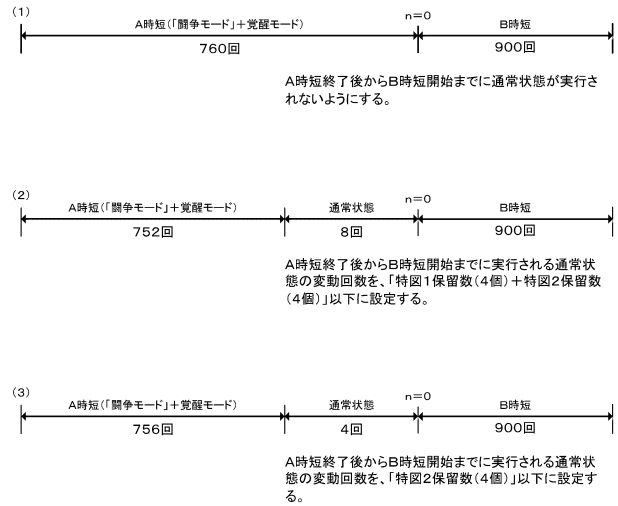 (1)
A時短(「闘争モード」+覚醒モード)
n=0
B時短
760回
900回
A時短終了後からB時短開始までに通常状態が実行さ
れないようにする。
(2)
A時短(「闘争モード」+覚醒モード)
通常状態
n=0
B時短
752回
8回
900回
A時短終了後からB時短開始までに実行される通常状
態の変動回数を、「特図1保留数(4個)+特図2保留数
(4個)」以下に設定する。
(3)
A時短(「闘争モード」+覚醒モード)
通常状態
n=0
B時短
756回
4回
900回
A時短終了後からB時短開始までに実行される通常状
態の変動回数を、「特図2保留数(4個)」以下に設定す
る。